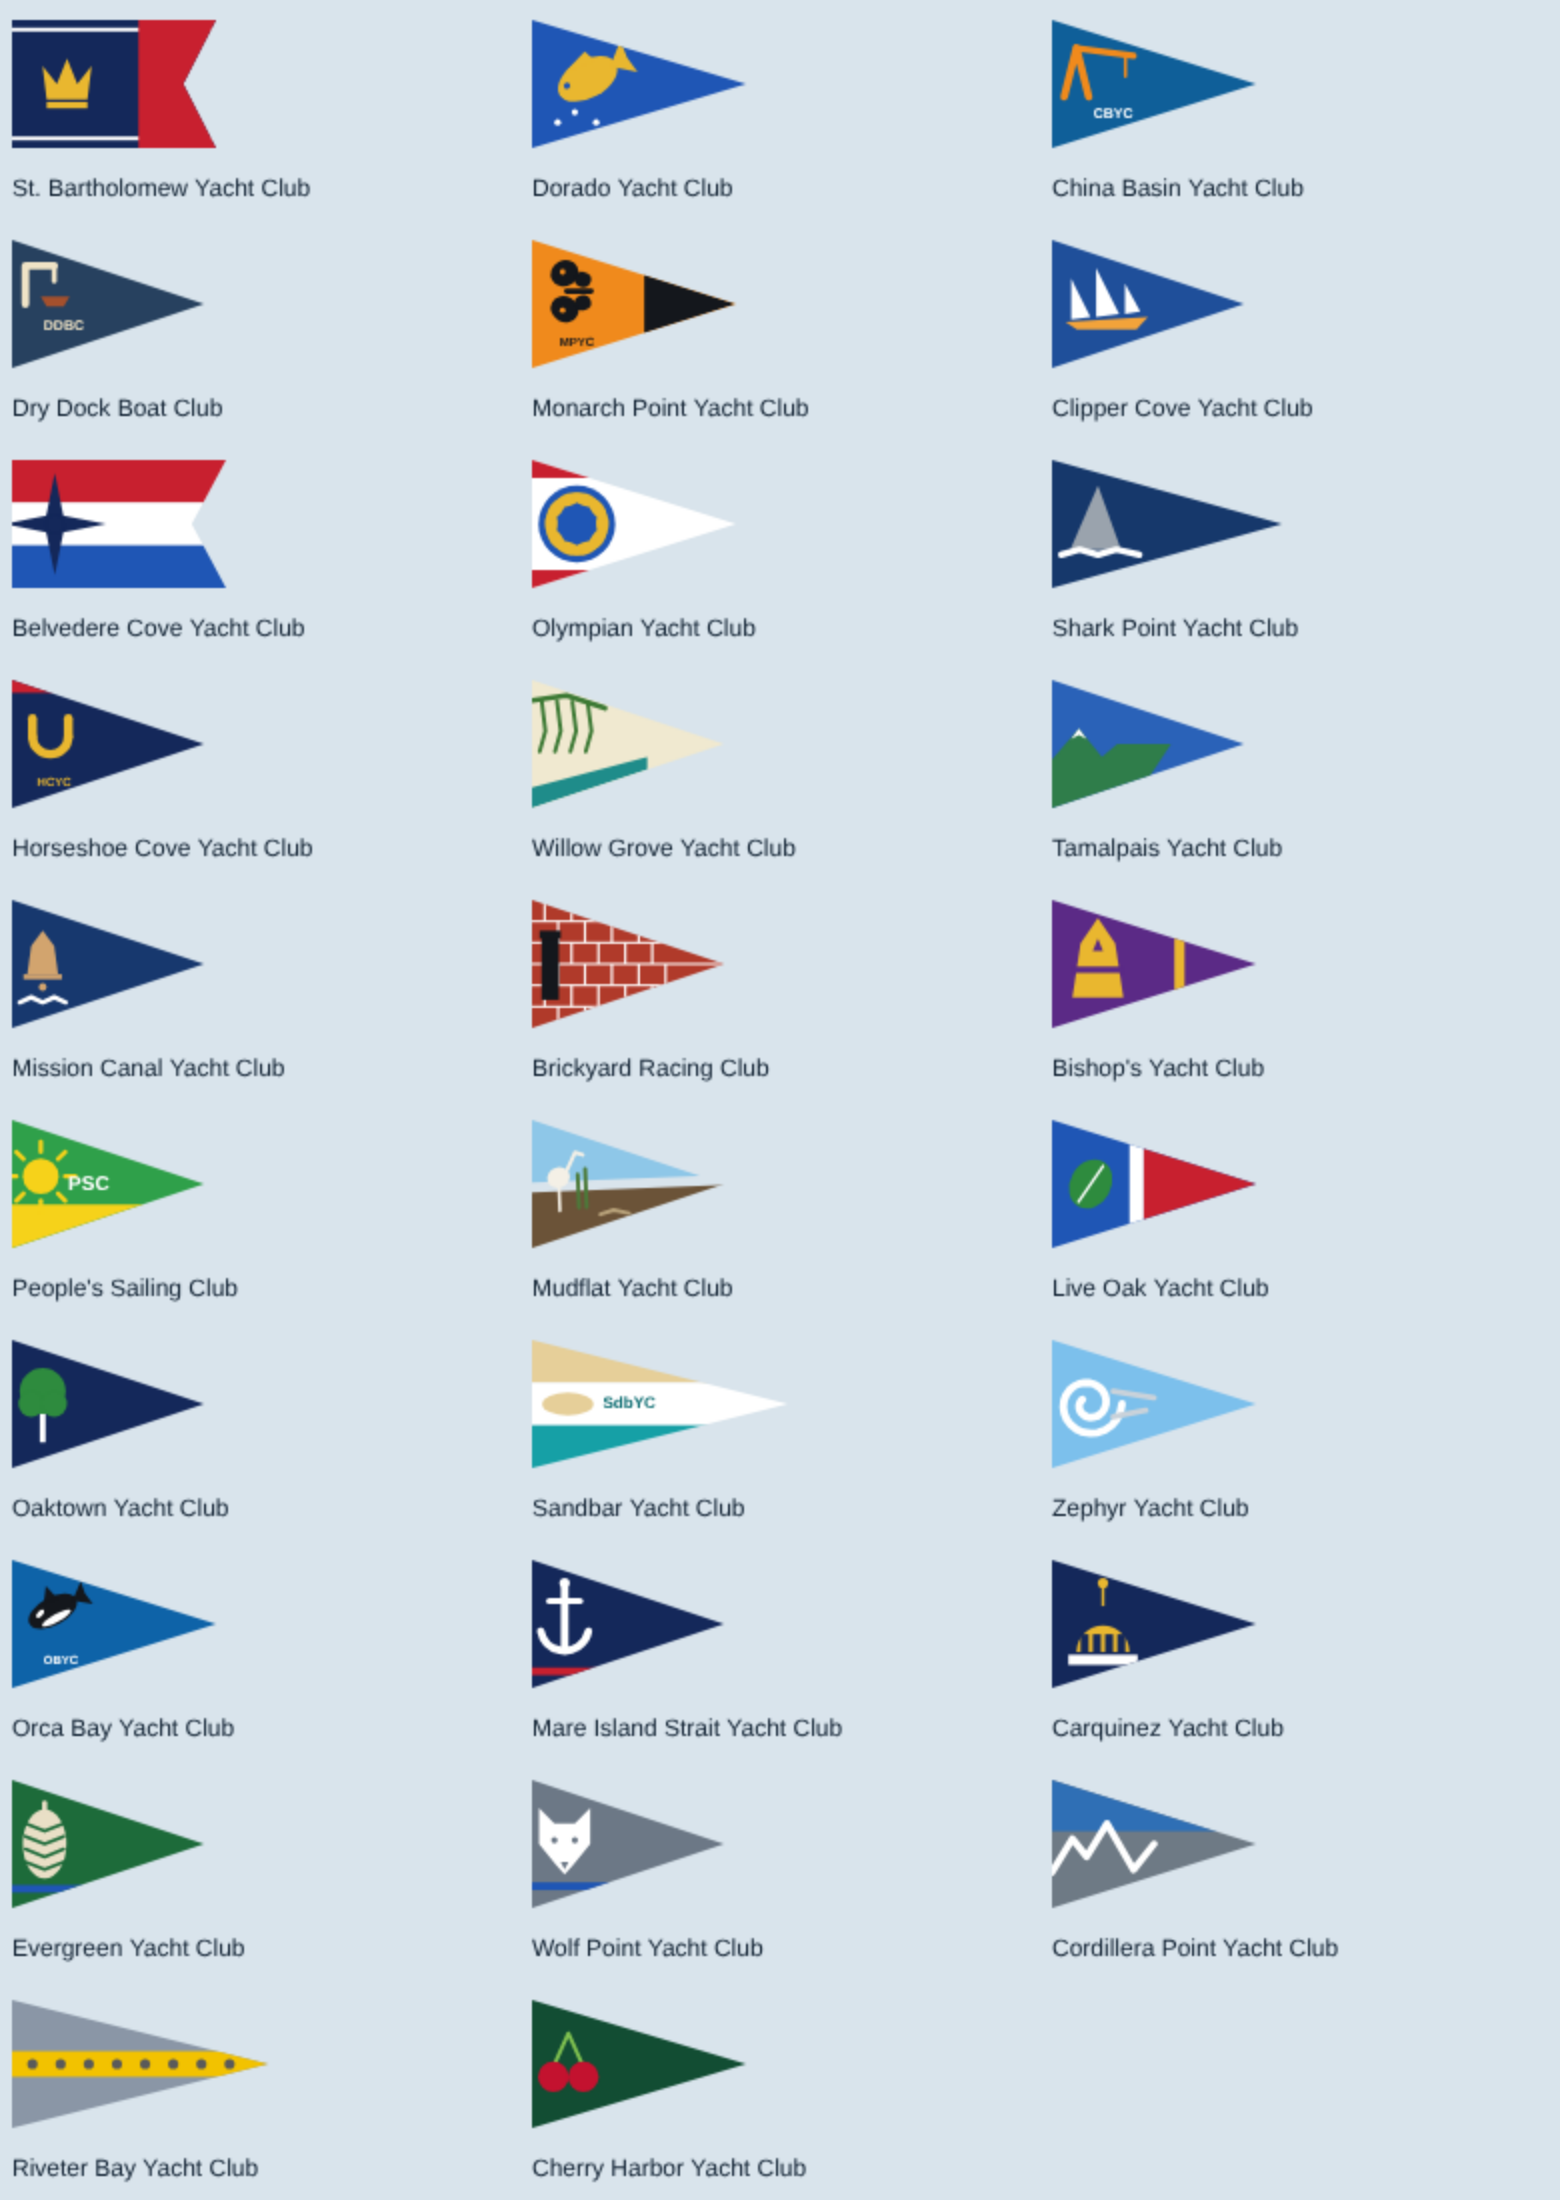 St. Bartholomew Yacht Club
Dorado Yacht Club
CBYC
China Basin Yacht Club
DDBC
Dry Dock Boat Club
MPYC
Monarch Point Yacht Club
Clipper Cove Yacht Club
Belvedere Cove Yacht Club
Olympian Yacht Club
Shark Point Yacht Club
HCYC
Horseshoe Cove Yacht Club
Willow Grove Yacht Club
Tamalpais Yacht Club
Mission Canal Yacht Club
Brickyard Racing Club
Bishop's Yacht Club
PSC
People's Sailing Club
Mudflat Yacht Club
Live Oak Yacht Club
Oaktown Yacht Club
SdbYC
Sandbar Yacht Club
Zephyr Yacht Club
OBYC
Orca Bay Yacht Club
Mare Island Strait Yacht Club
Carquinez Yacht Club
Evergreen Yacht Club
Wolf Point Yacht Club
Cordillera Point Yacht Club
Riveter Bay Yacht Club
Cherry Harbor Yacht Club